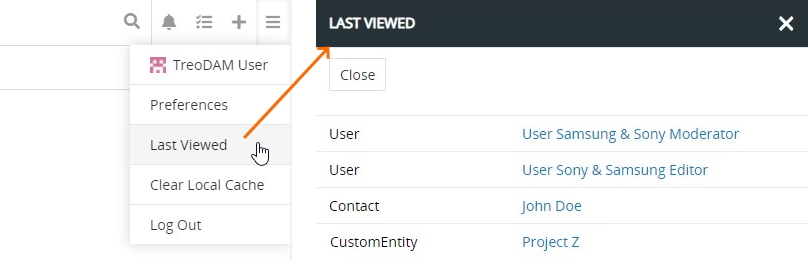 TreoDAM User
Preferences
Last Viewed
Clear Local Cache
Log Out
LAST VIEWED
Close
User User Samsung & Sony Moderator
User User Sony & Samsung Editor
Contact John Doe
CustomEntity Project Z